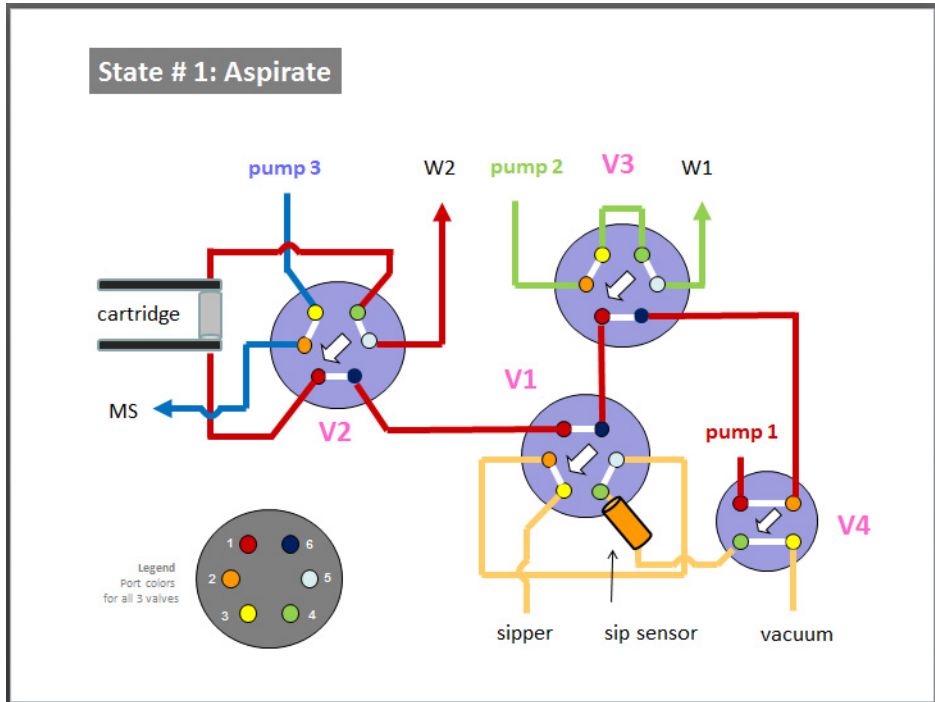 State # 1: Aspirate
pump 3
W2
pump 2
V3
W1
cartridge
MS
V2
V1
pump 1
V4
1
6
Legend
Port colors
for all 3 valves
2
5
3
4
sipper
sip sensor
vacuum